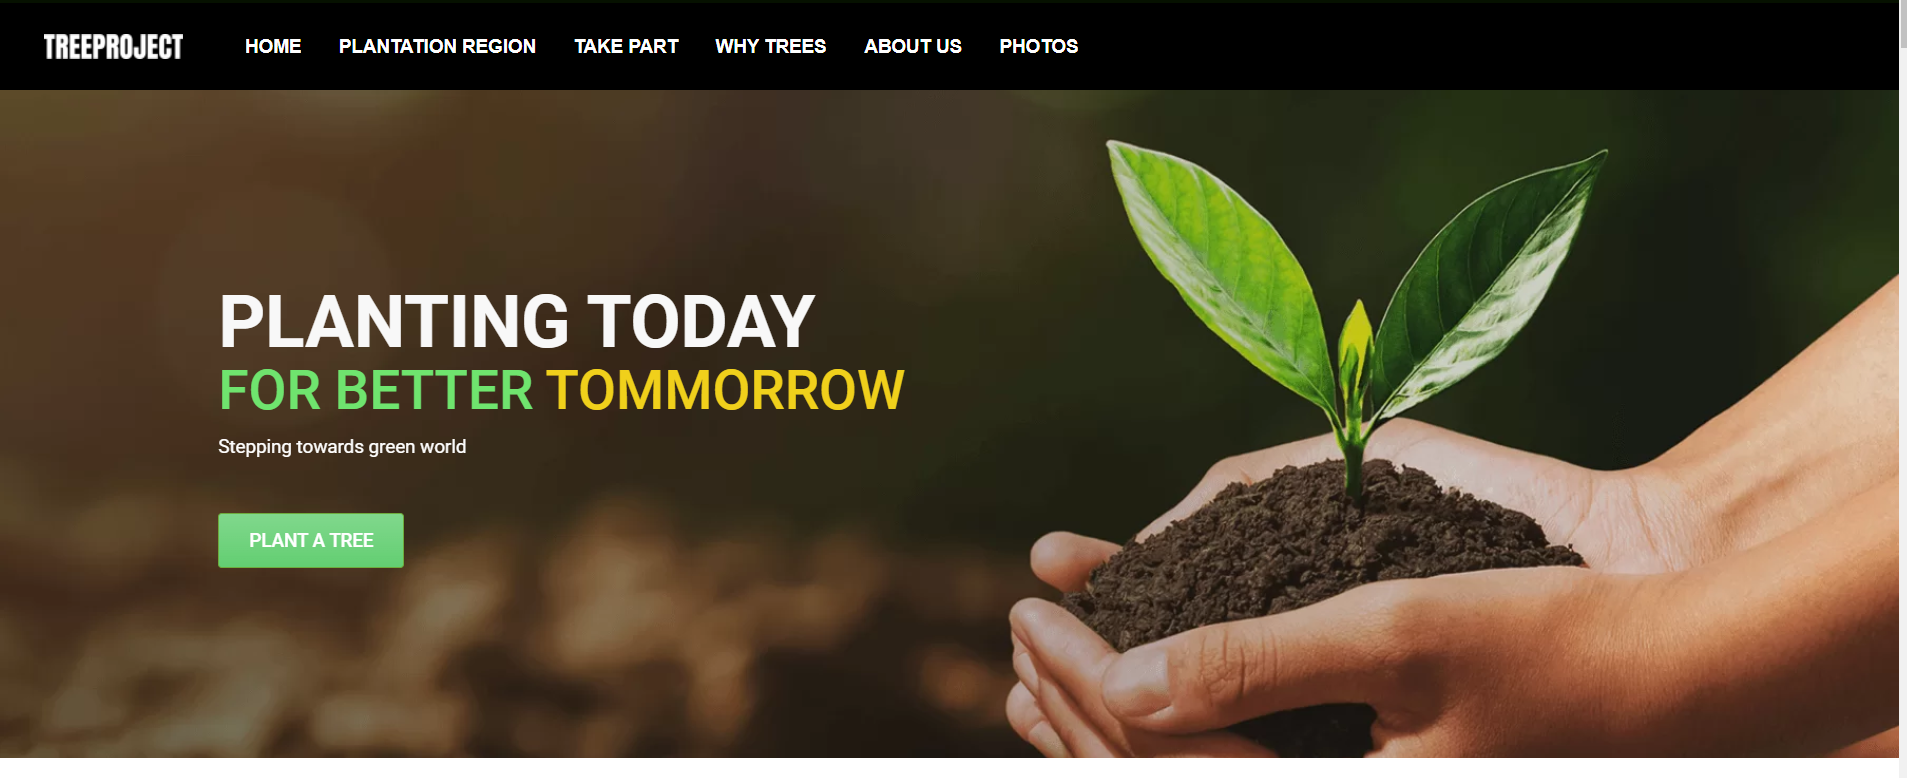 TREEPROJECT HOME PLANTATION REGION TAKE PART WHY TREES ABOUT US PHOTOS
PLANTING TODAY
FOR BETTER TOMMORROW
Stepping towards green world
PLANT A TREE